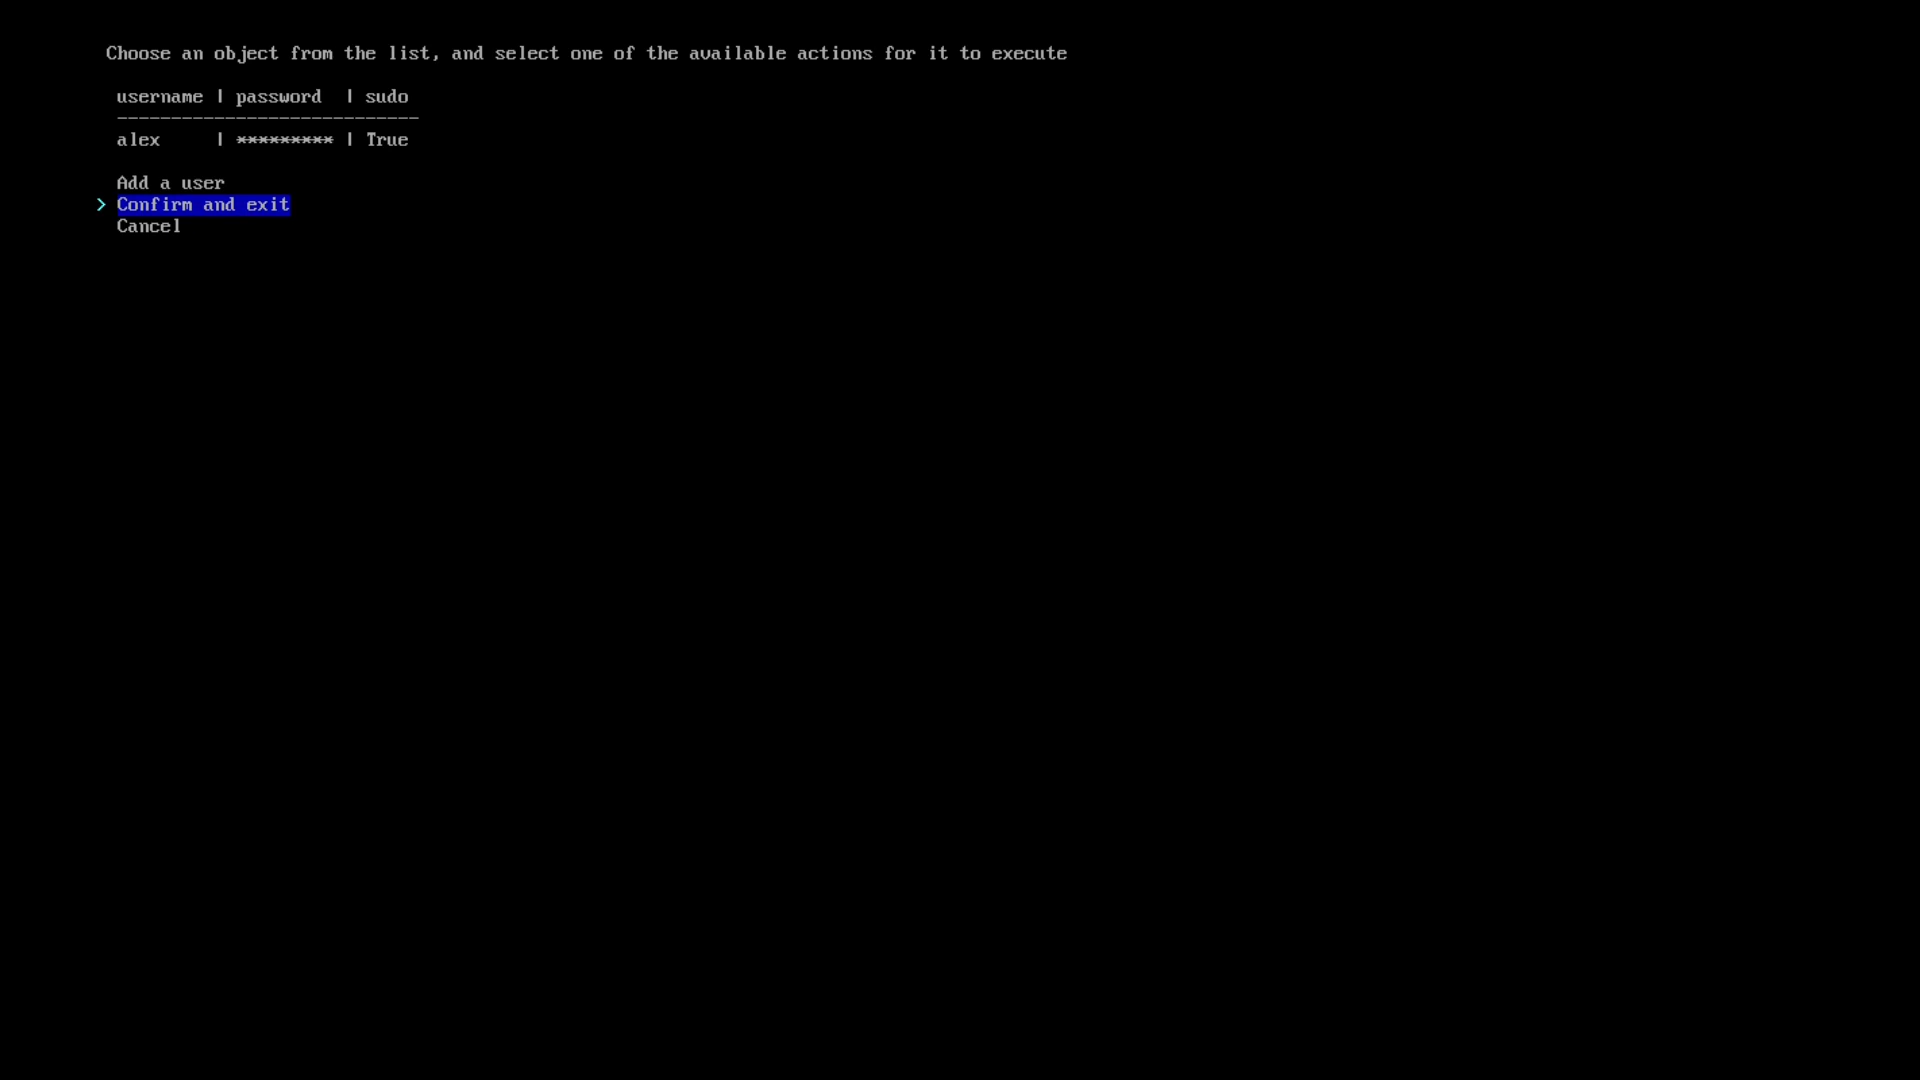 Choose an object from the list, and select one of the available actions for it to execute
username | password | sudo
----------------------------
alex | ********* | True
Add a user
> Confirm and exit
Cancel